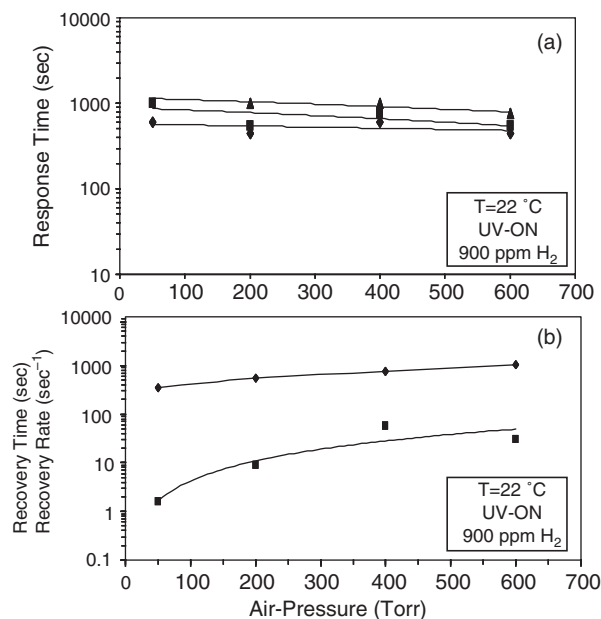 (a)
Response Time (sec)
10000
1000
100
10
0 100 200 300 400 500 600 700
T=22 ˚C
UV-ON
900 ppm H₂
(b)
Recovery Time (sec)
Recovery Rate (sec⁻¹)
10000
1000
100
10
1
0.1
0 100 200 300 400 500 600 700
T=22 ˚C
UV-ON
900 ppm H₂
Air-Pressure (Torr)